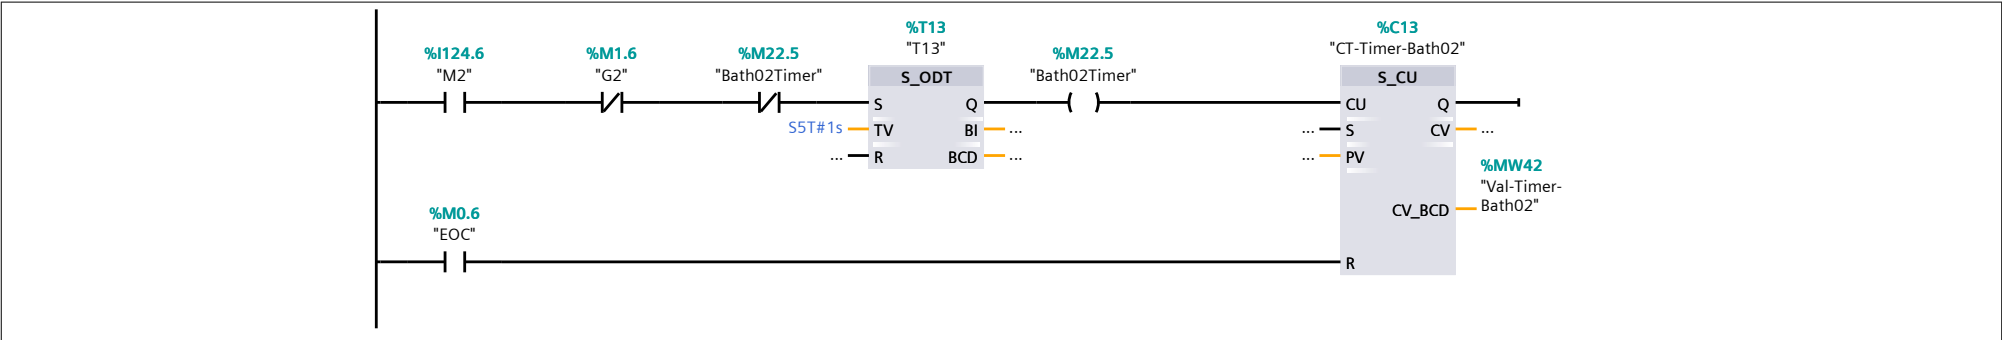 %T13
"T13"
%C13
"CT-Timer-Bath02"
%I124.6
"M2"
%M1.6
"G2"
%M22.5
"Bath02Timer"
S_ODT
%M22.5
"Bath02Timer"
S_CU
S Q
CU Q
S5T#1s TV BI ...
... S CV ...
... R BCD ...
... PV
%MW42
"Val-Timer-
Bath02"
CV_BCD
%M0.6
"EOC"
R